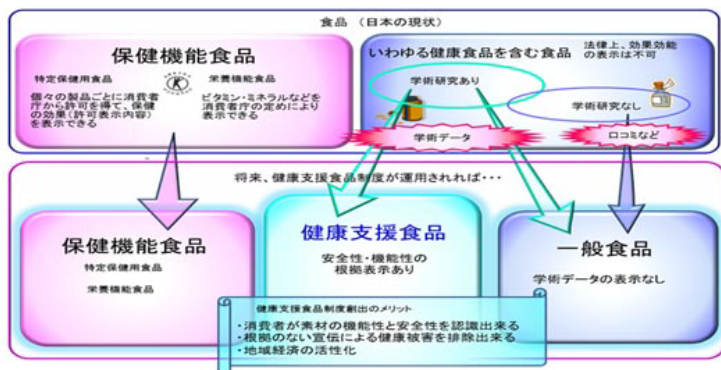 食品 （日本の現状）
保健機能食品
特定保健用食品
個々の製品ごとに消費者
庁から許可を得て、保健
の効果（許可表示内容）
を表示できる
栄養機能食品
ビタミン・ミネラルなどを
消費者庁の定めにより
表示できる
いわゆる健康食品を含む食品
法律上、効果効能
の表示は不可
学術研究あり
学術研究なし
学術データ
口コミなど
将来、健康支援食品制度が運用されれば・・・
保健機能食品
特定保健用食品
栄養機能食品
健康支援食品
安全性・機能性の
根拠表示あり
一般食品
学術データの表示なし
健康支援食品制度創出のメリット
・消費者が素材の機能性と安全性を認識出来る
・根拠のない宣伝による健康被害を排除出来る
・地域経済の活性化